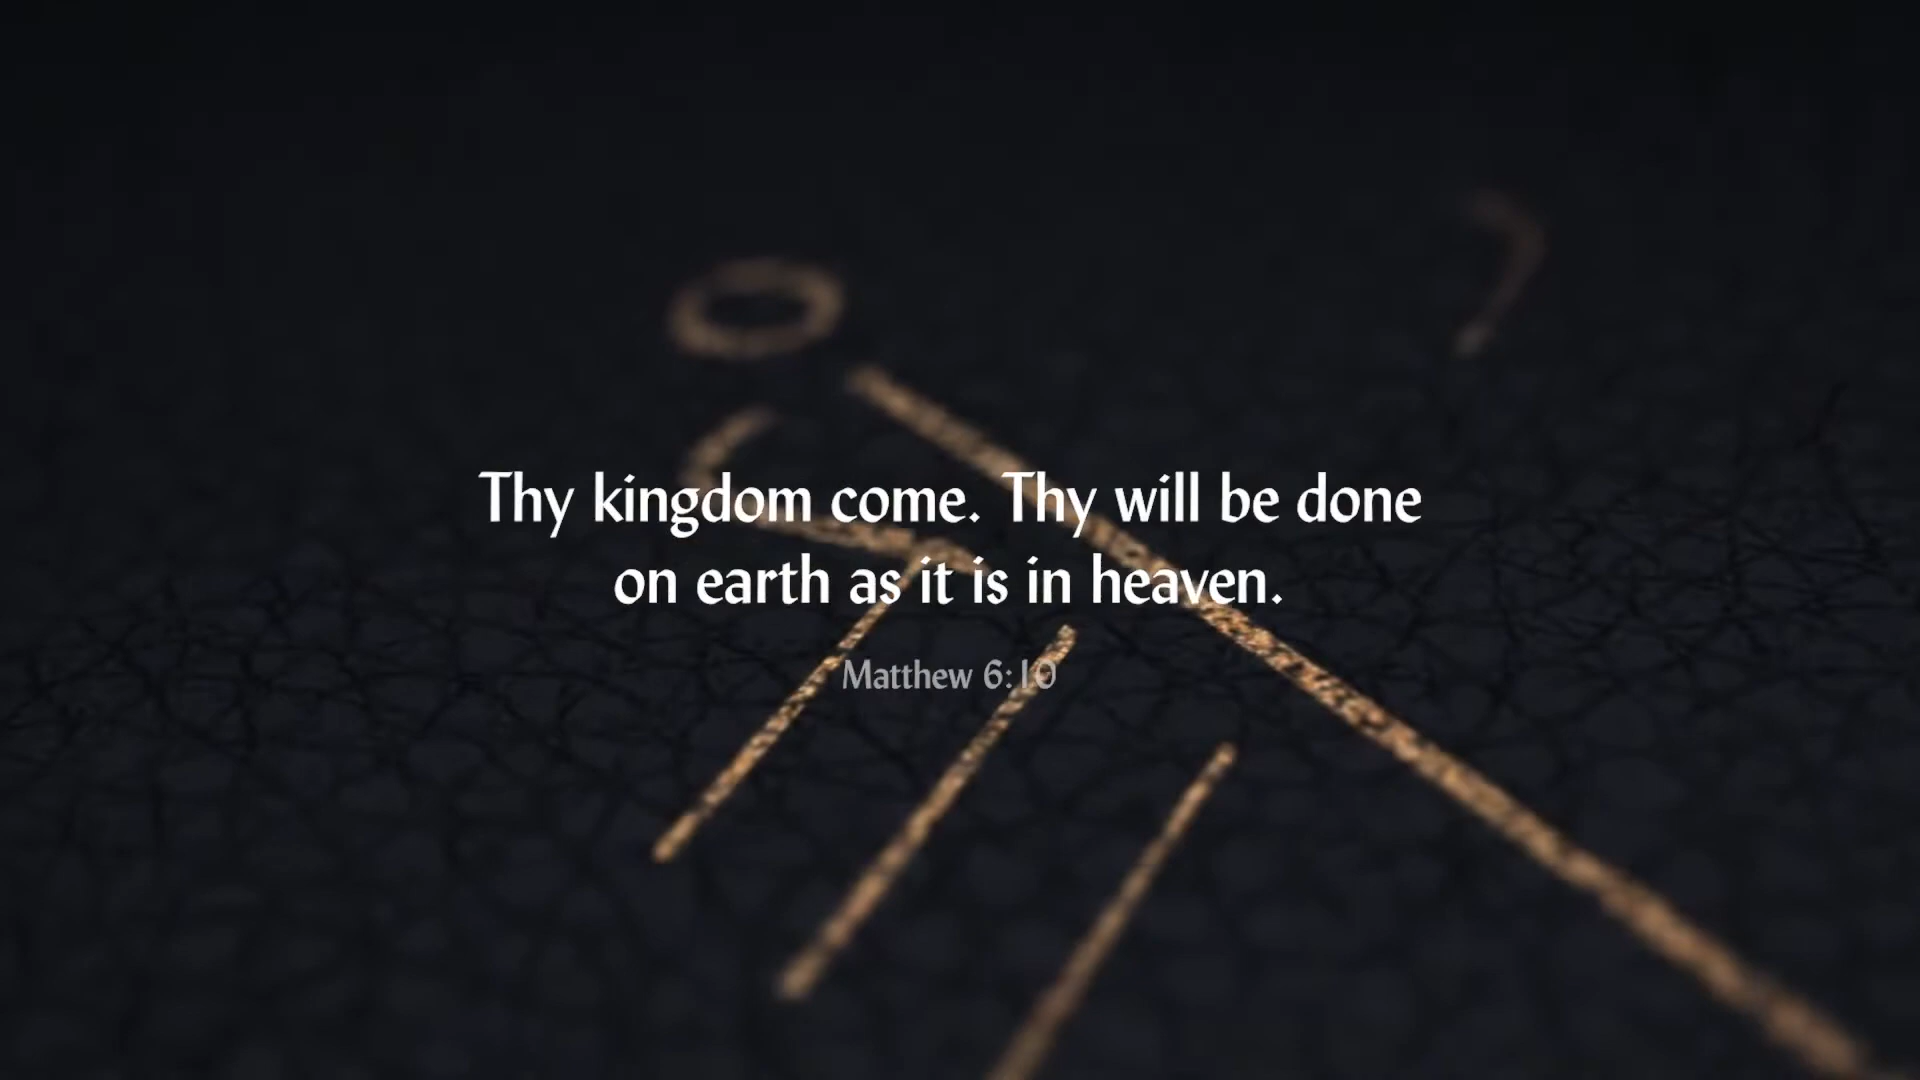 Thy kingdom come. Thy will be done
on earth as it is in heaven.
Matthew 6:10